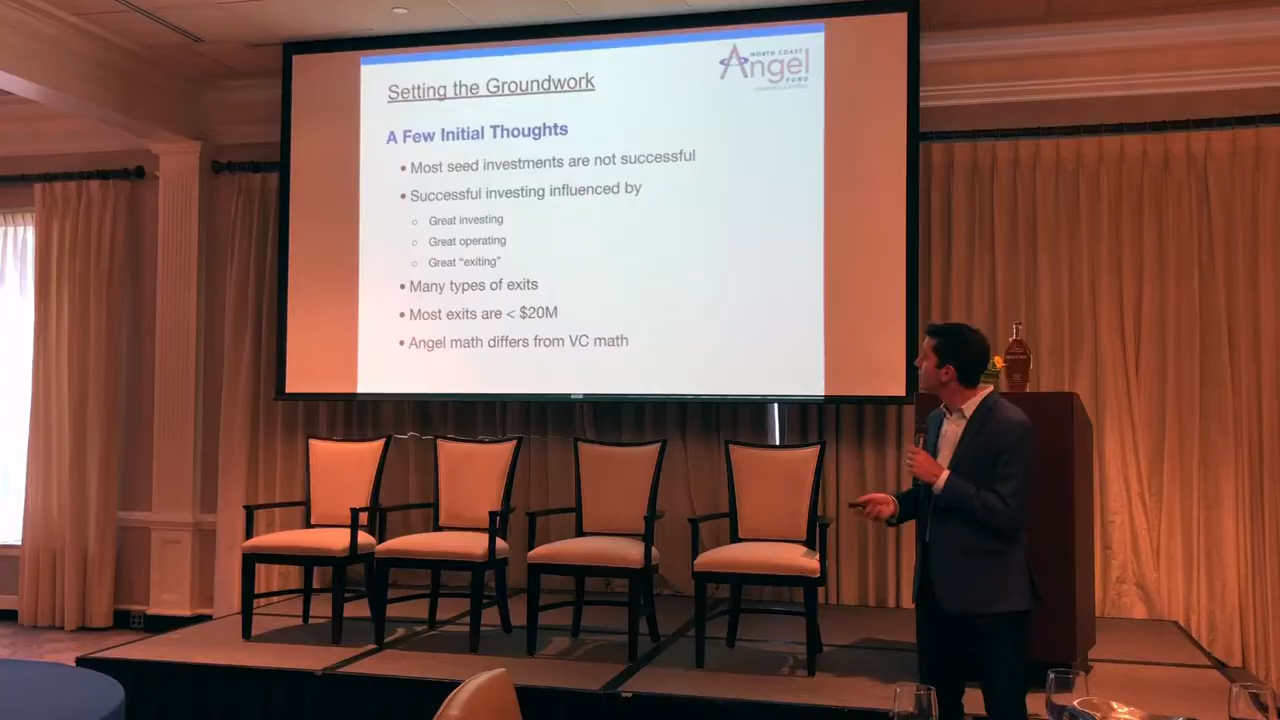 NORTH COAST
Angel
FUND
Setting the Groundwork
A Few Initial Thoughts
• Most seed investments are not successful
• Successful investing influenced by
○ Great investing
○ Great operating
○ Great “exiting”
• Many types of exits
• Most exits are < $20M
• Angel math differs from VC math